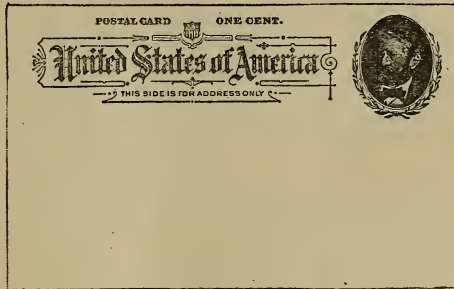 POSTAL CARD ONE CENT.
United States of America
THIS SIDE IS FOR ADDRESS ONLY